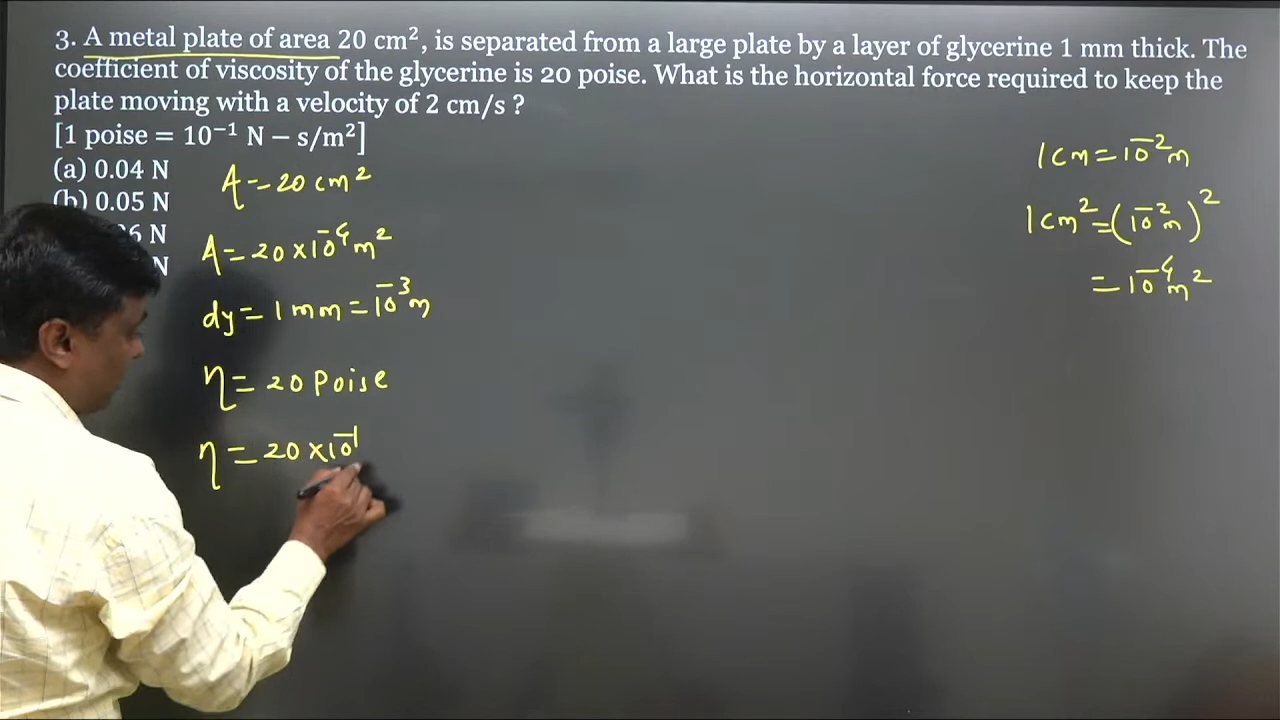 3. A metal plate of area 20 cm², is separated from a large plate by a layer of glycerine 1 mm thick. The
coefficient of viscosity of the glycerine is 20 poise. What is the horizontal force required to keep the
plate moving with a velocity of 2 cm/s ?
[1 poise = 10⁻¹ N – s/m²]
(a) 0.04 N
(b) 0.05 N
6 N
N
A = 20 cm²
A = 20 × 10⁻⁴ m²
dy = 1 mm = 10⁻³ m
η = 20 Poise
η = 20 × 10⁻¹
1 cm = 10⁻² m
1 cm² = (10⁻² m)²
= 10⁻⁴ m²